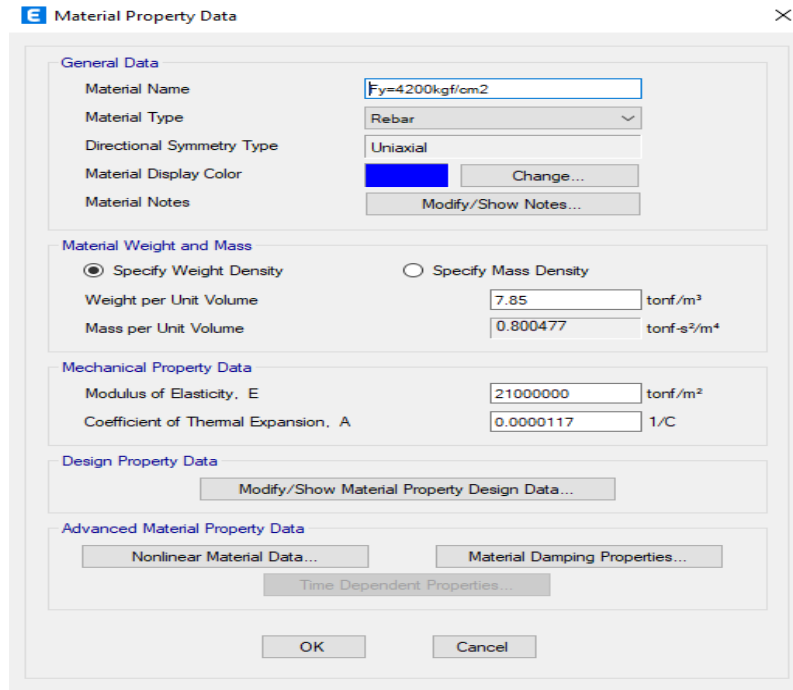 E Material Property Data
General Data
Material Name Fy=4200kgf/cm2
Material Type Rebar
Directional Symmetry Type Uniaxial
Material Display Color Change...
Material Notes Modify/Show Notes...
Material Weight and Mass
Specify Weight Density Specify Mass Density
Weight per Unit Volume 7.85 tonf/m³
Mass per Unit Volume 0.800477 tonf-s²/m⁴
Mechanical Property Data
Modulus of Elasticity, E 21000000 tonf/m²
Coefficient of Thermal Expansion, A 0.0000117 1/C
Design Property Data
Modify/Show Material Property Design Data...
Advanced Material Property Data
Nonlinear Material Data... Material Damping Properties...
Time Dependent Properties...
OK Cancel